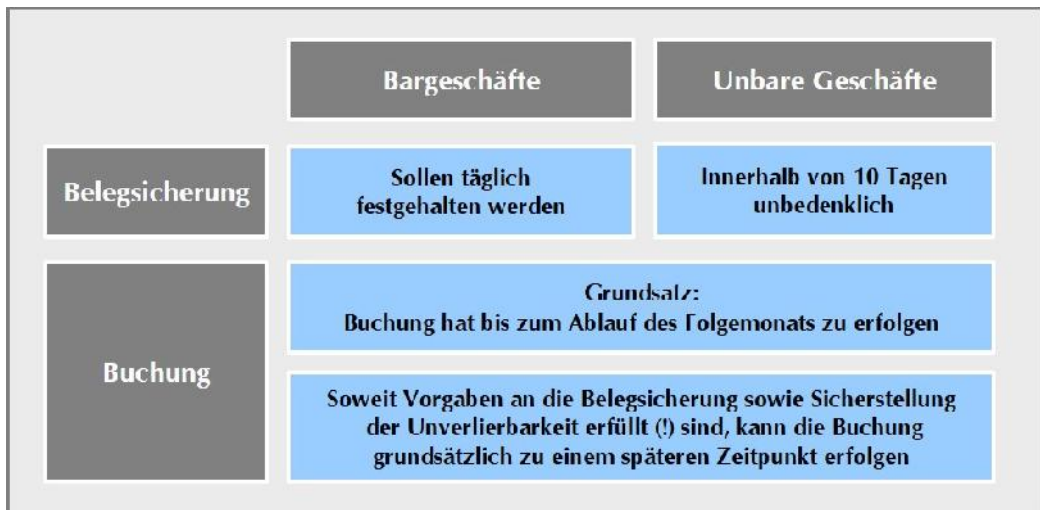 Bargeschäfte
Unbare Geschäfte
Belegsicherung
Sollen täglich
festgehalten werden
Innerhalb von 10 Tagen
unbedenklich
Buchung
Grundsatz:
Buchung hat bis zum Ablauf des Folgemonats zu erfolgen
Soweit Vorgaben an die Belegsicherung sowie Sicherstellung
der Unverlierbarkeit erfüllt (!) sind, kann die Buchung
grundsätzlich zu einem späteren Zeitpunkt erfolgen